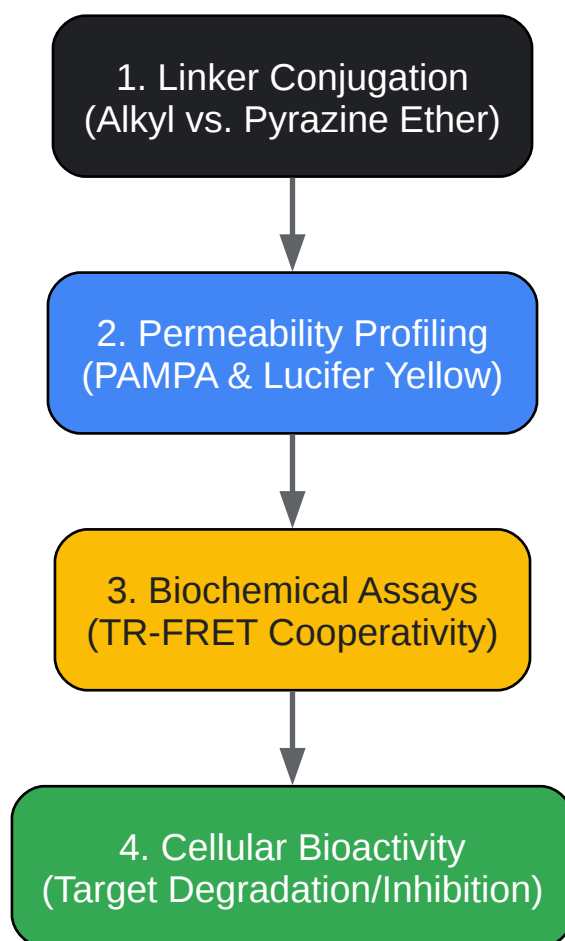 1. Linker Conjugation
(Alkyl vs. Pyrazine Ether)
2. Permeability Profiling
(PAMPA & Lucifer Yellow)
3. Biochemical Assays
(TR-FRET Cooperativity)
4. Cellular Bioactivity
(Target Degradation/Inhibition)